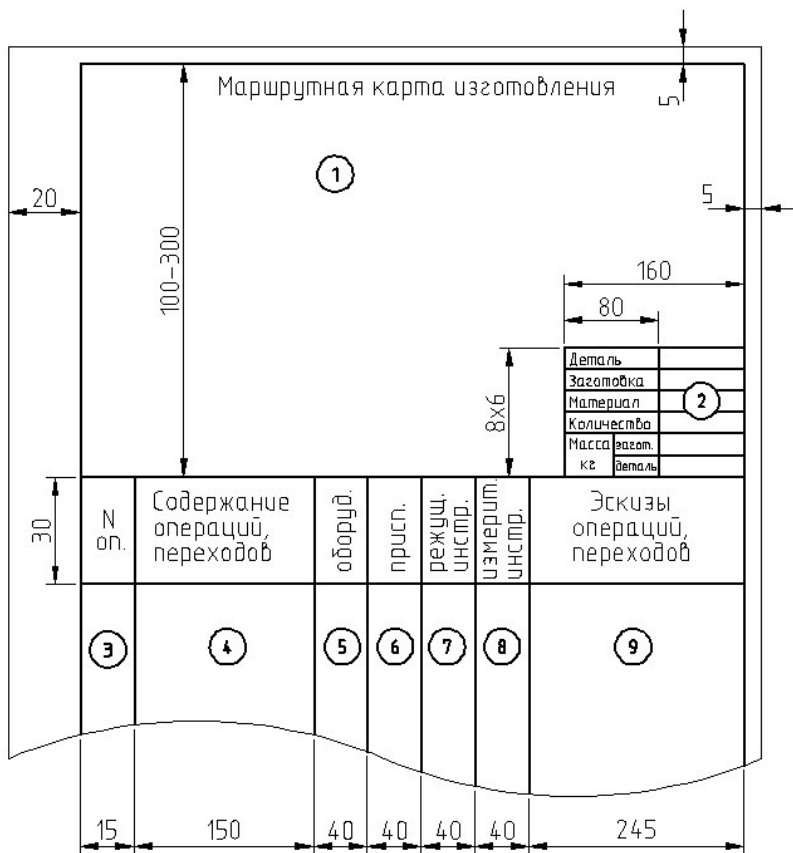 Маршрутная карта изготовления
5
1
20
5
100-300
160
80
8х6
Деталь
Заготовка
2
Материал
Количество
Масса
кг
загот.
деталь
30
N
оп.
Содержание
операций,
переходов
оборуд.
присп.
режущ.
инстр.
измерит.
инстр.
Эскизы
операций,
переходов
3
4
5
6
7
8
9
15
150
40
40
40
40
245